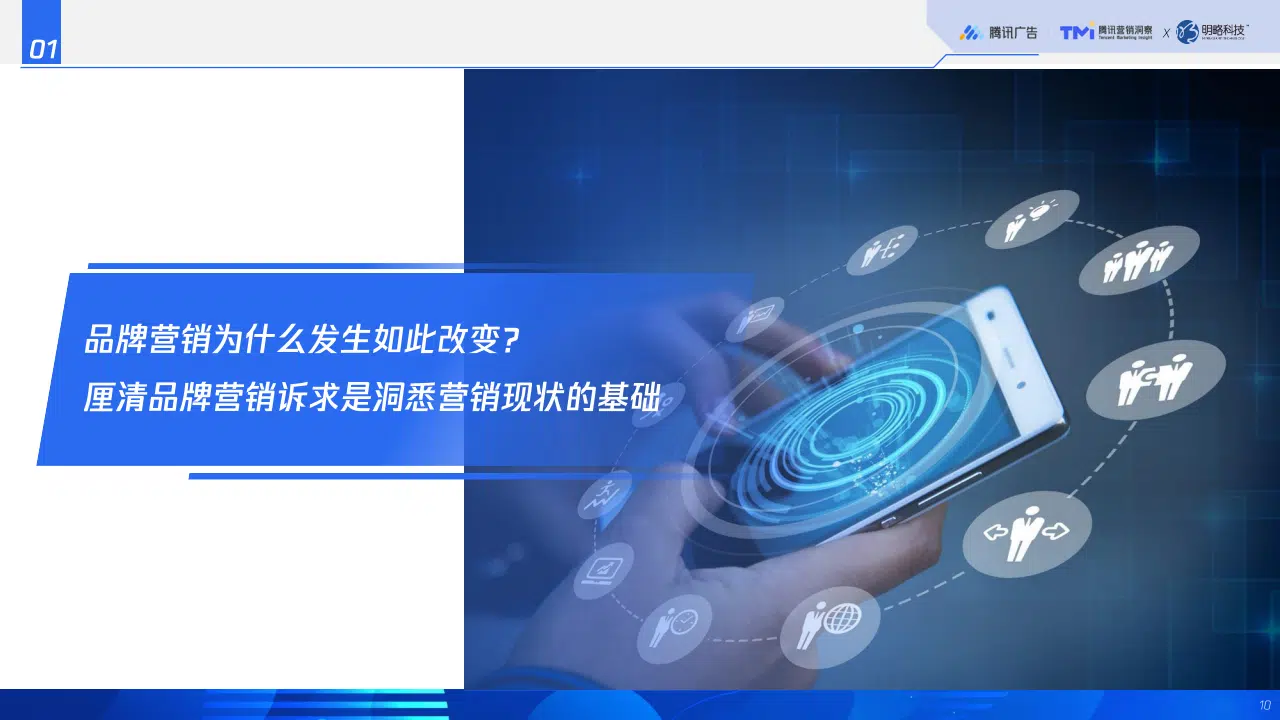 01
腾讯广告
TMI 腾讯营销洞察
Tencent Marketing Insight
X
明略科技
品牌营销为什么发生如此改变?
厘清品牌营销诉求是洞悉营销现状的基础
10